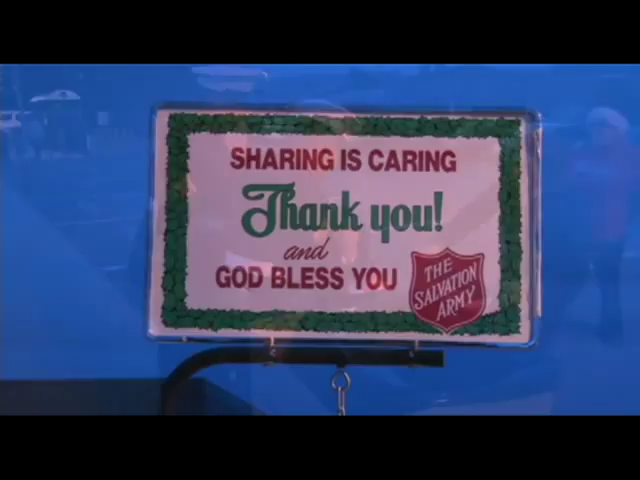 SHARING IS CARING
Thank you!
and
GOD BLESS YOU
THE
SALVATION
ARMY